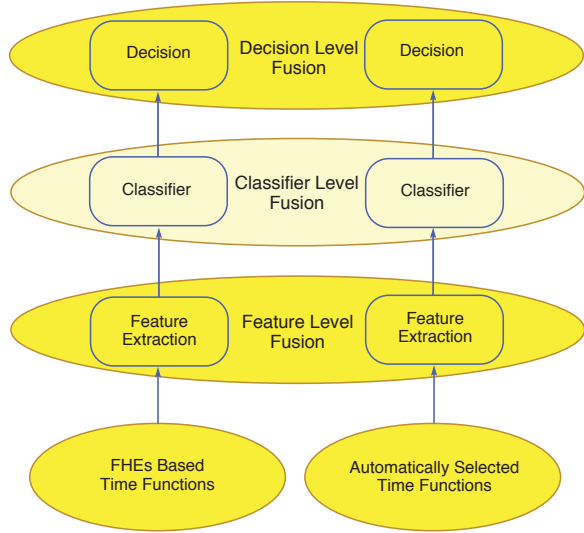 Decision
Decision Level
Fusion
Decision
Classifier
Classifier Level
Fusion
Classifier
Feature
Extraction
Feature Level
Fusion
Feature
Extraction
FHEs Based
Time Functions
Automatically Selected
Time Functions